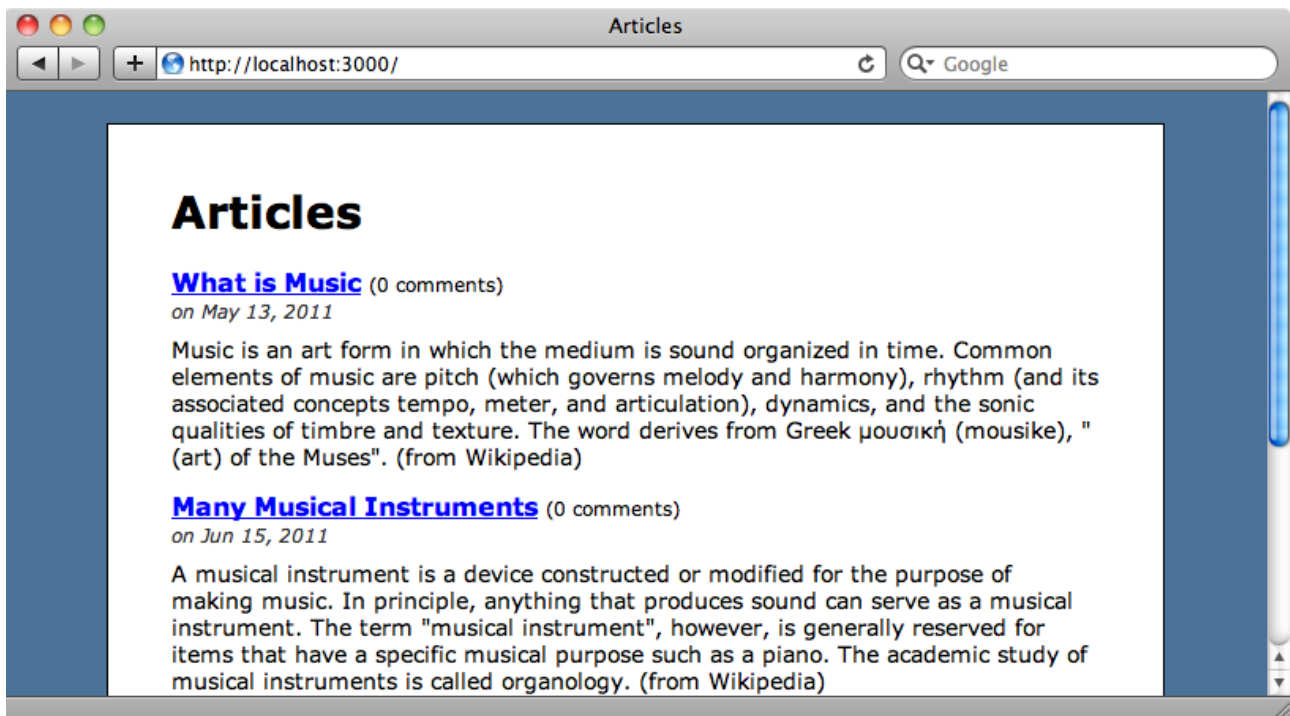 Articles
http://localhost:3000/
Google
Articles
What is Music (0 comments)
on May 13, 2011
Music is an art form in which the medium is sound organized in time. Common
elements of music are pitch (which governs melody and harmony), rhythm (and its
associated concepts tempo, meter, and articulation), dynamics, and the sonic
qualities of timbre and texture. The word derives from Greek μουσική (mousike), "
(art) of the Muses". (from Wikipedia)
Many Musical Instruments (0 comments)
on Jun 15, 2011
A musical instrument is a device constructed or modified for the purpose of
making music. In principle, anything that produces sound can serve as a musical
instrument. The term "musical instrument", however, is generally reserved for
items that have a specific musical purpose such as a piano. The academic study of
musical instruments is called organology. (from Wikipedia)